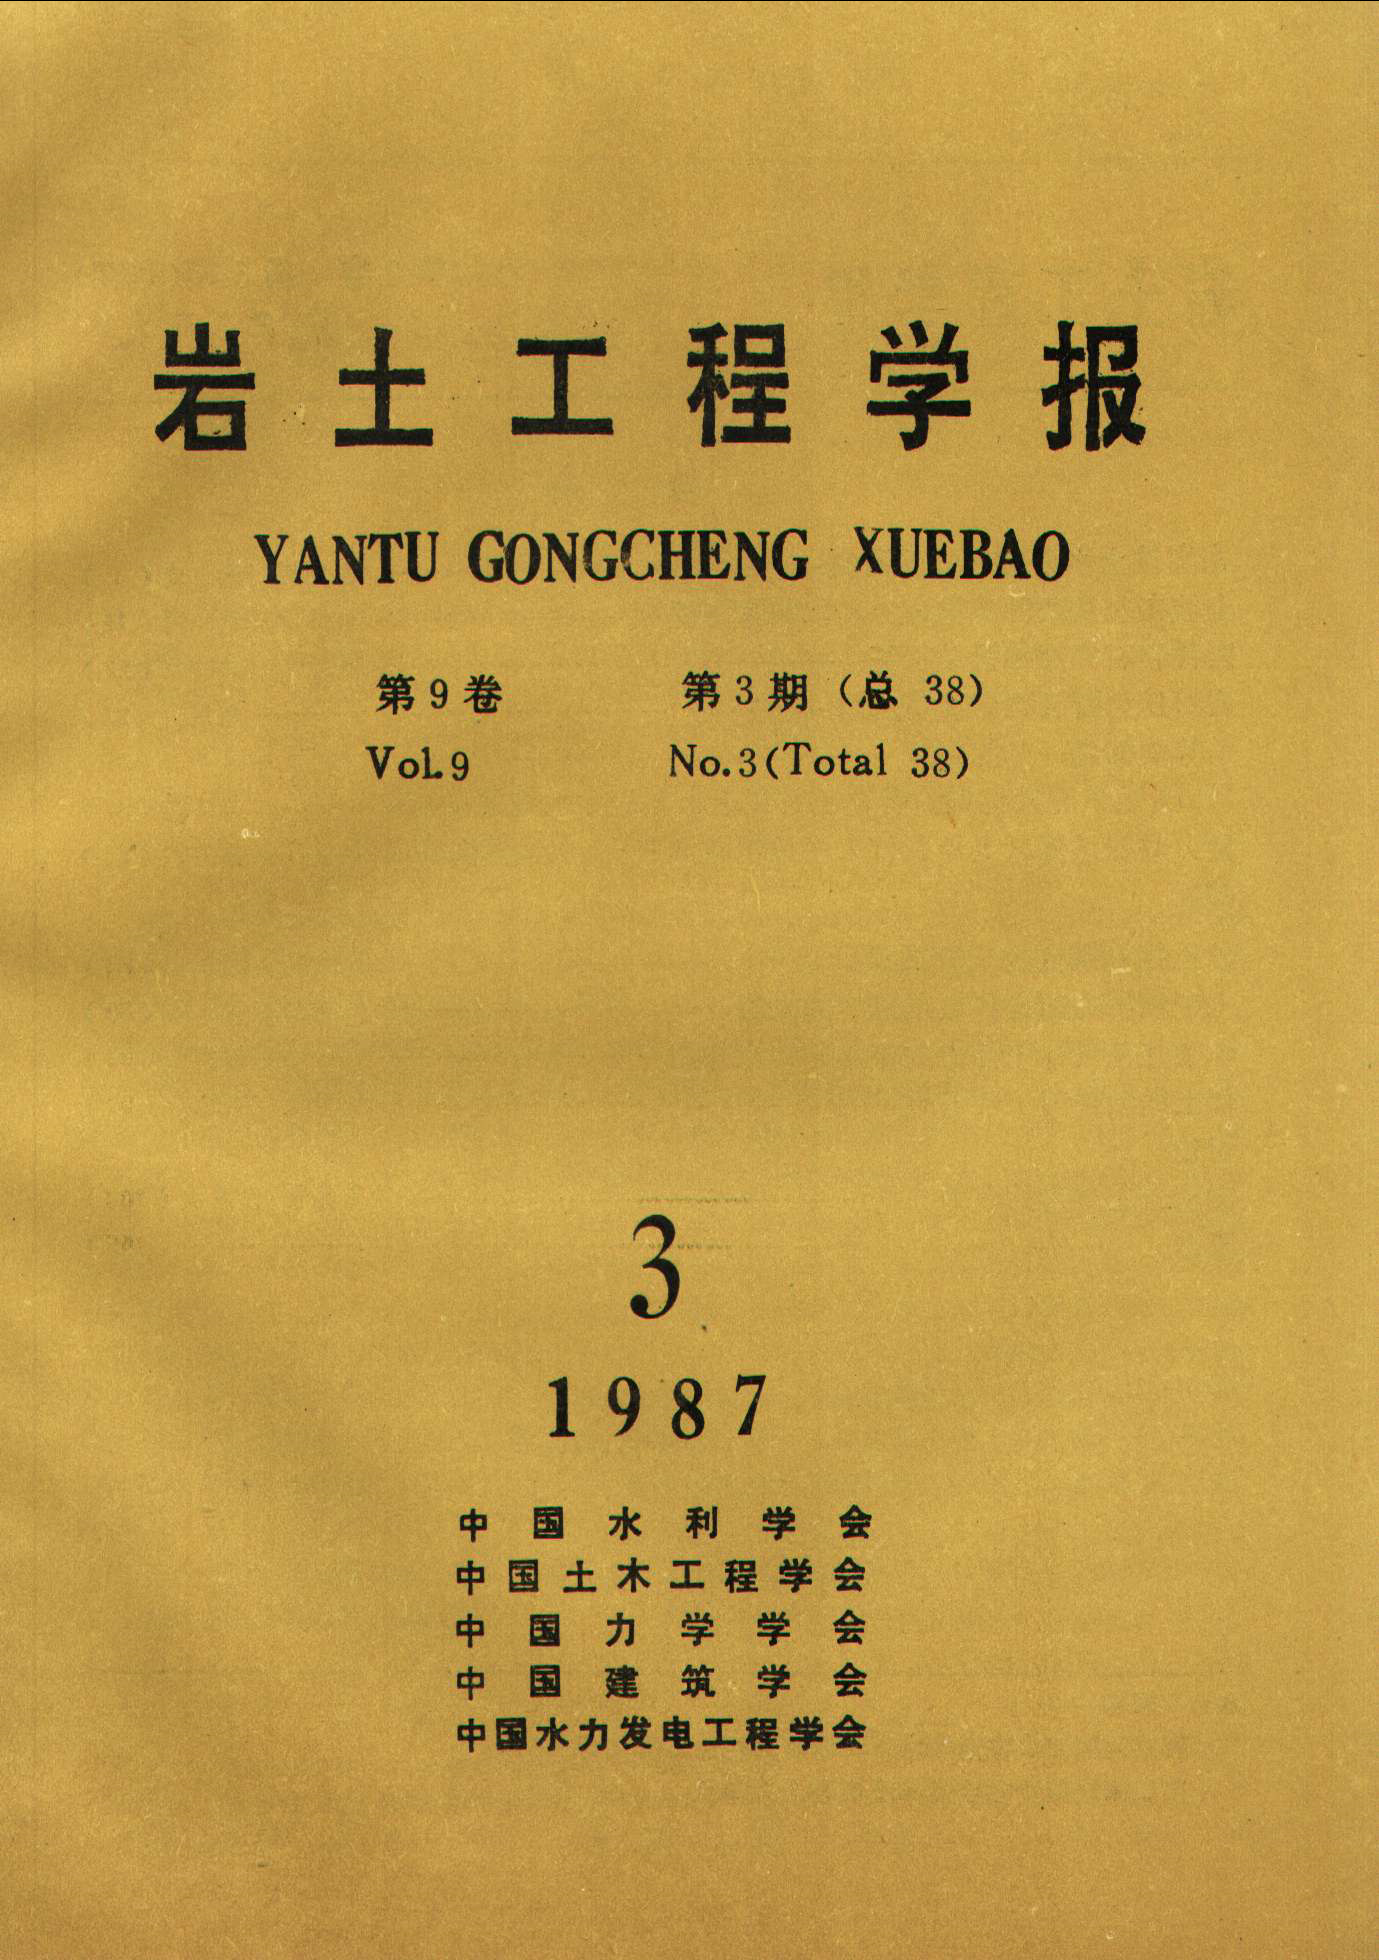 岩土工程学报
YANTU GONGCHENG XUEBAO
第9卷 第3期（总 38）
Vol.9 No.3(Total 38)
3
1987
中国水利学会
中国土木工程学会
中国力学学会
中国建筑学会
中国水力发电工程学会